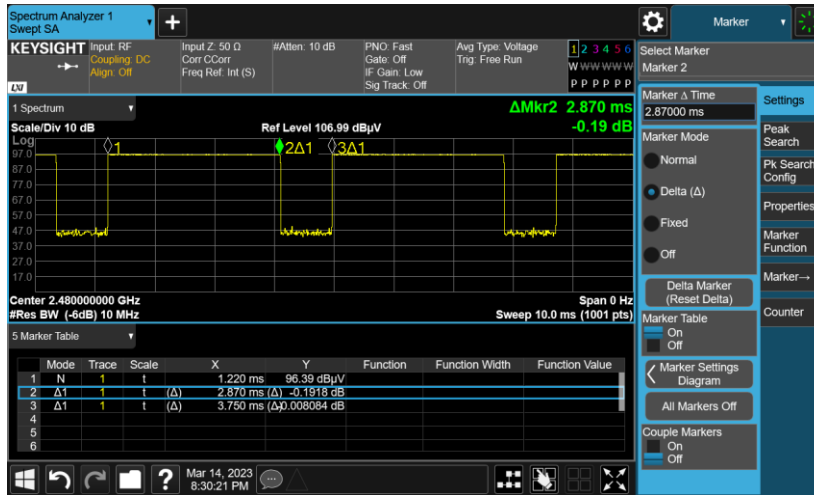 Spectrum Analyzer 1
Swept SA
+
Marker
KEYSIGHT
Input: RF
Coupling: DC
Align: Off
Input Z: 50 Ω
Corr CCorr
Freq Ref: Int (S)
#Atten: 10 dB
PNO: Fast
Gate: Off
IF Gain: Low
Sig Track: Off
Avg Type: Voltage
Trig: Free Run
1 2 3 4 5 6
W W W W W W
P P P P P P
LXI
Select Marker
Marker 2
1 Spectrum
ΔMkr2 2.870 ms
-0.19 dB
Scale/Div 10 dB
Ref Level 106.99 dBµV
Log
97.0
87.0
77.0
67.0
57.0
47.0
37.0
27.0
17.0
1
2Δ1
3Δ1
Center 2.480000000 GHz
#Res BW (-6dB) 10 MHz
Span 0 Hz
Sweep 10.0 ms (1001 pts)
5 Marker Table
Mode Trace Scale X Y Function Function Width Function Value
1 N 1 t 1.220 ms 96.39 dBµV
2 Δ1 1 t (Δ) 2.870 ms (Δ) -0.1918 dB
3 Δ1 1 t (Δ) 3.750 ms (Δ) -0.008084 dB
4
5
6
Marker Δ Time
2.87000 ms
Marker Mode
Normal
Delta (Δ)
Fixed
Off
Delta Marker
(Reset Delta)
Marker Table
On
Off
Marker Settings
Diagram
All Markers Off
Couple Markers
On
Off
Settings
Peak
Search
Pk Search
Config
Properties
Marker
Function
Marker→
Counter
?
Mar 14, 2023
8:30:21 PM